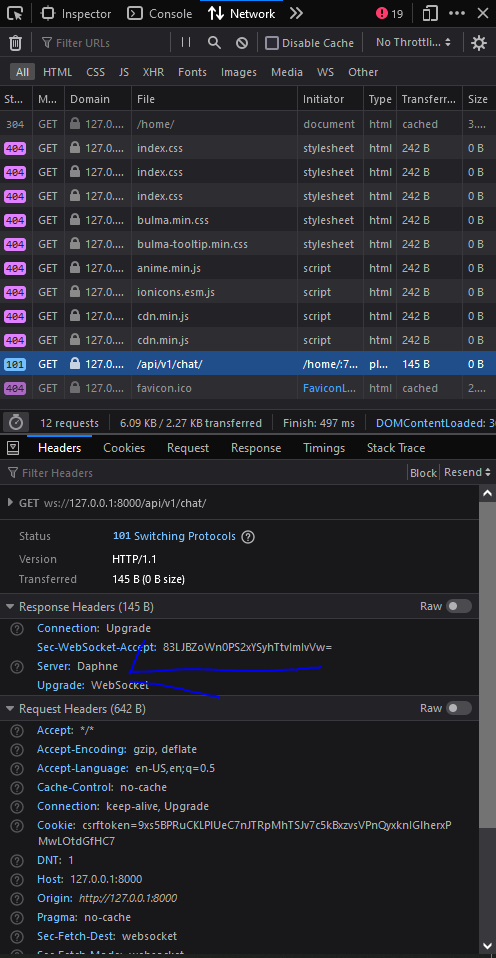 Inspector Console Network 19
Filter URLs Disable Cache No Throttli...
All HTML CSS JS XHR Fonts Images Media WS Other
St... M... Domain File Initiator Type Transferr... Size
304 GET 127.0.... /home/ document html cached 3....
404 GET 127.0.... index.css stylesheet html 242 B 0 B
404 GET 127.0.... index.css stylesheet html 242 B 0 B
404 GET 127.0.... index.css stylesheet html 242 B 0 B
404 GET 127.0.... bulma.min.css stylesheet html 242 B 0 B
404 GET 127.0.... bulma-tooltip.min.css stylesheet html 242 B 0 B
404 GET 127.0.... anime.min.js script html 242 B 0 B
404 GET 127.0.... ionicons.esm.js script html 242 B 0 B
404 GET 127.0.... cdn.min.js script html 242 B 0 B
404 GET 127.0.... cdn.min.js script html 242 B 0 B
101 GET 127.0.... /api/v1/chat/ /home/:7... pl... 145 B 0 B
404 GET 127.0.... favicon.ico FaviconL... html cached 2....
12 requests 6.09 KB / 2.27 KB transferred Finish: 497 ms DOMContentLoaded:
Headers Cookies Request Response Timings Stack Trace
Filter Headers Block Resend
GET ws://127.0.0.1:8000/api/v1/chat/
Status 101 Switching Protocols
Version HTTP/1.1
Transferred 145 B (0 B size)
Response Headers (145 B) Raw
Connection: Upgrade
Sec-WebSocket-Accept:
Server: Daphne
Upgrade: WebSocket
Request Headers (642 B) Raw
Accept: */*
Accept-Encoding: gzip, deflate
Accept-Language: en-US,en;q=0.5
Cache-Control: no-cache
Connection: keep-alive, Upgrade
Cookie:
DNT: 1
Host: 127.0.0.1:8000
Origin: http://127.0.0.1:8000
Pragma: no-cache
Sec-Fetch-Dest: websocket